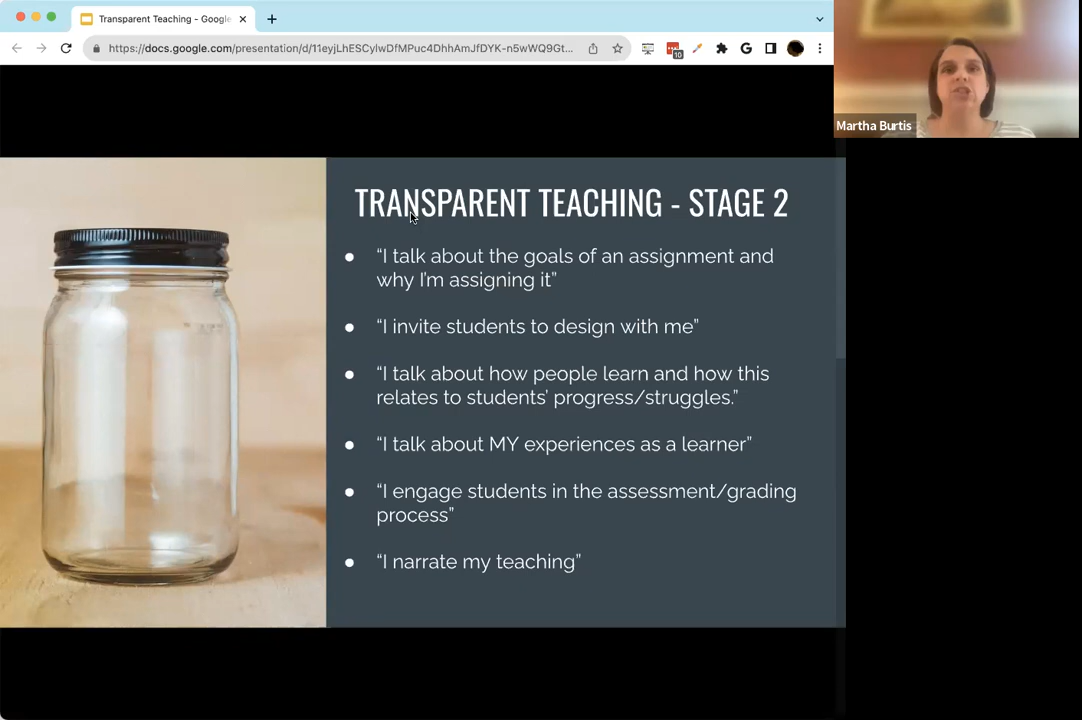 Transparent Teaching - Google
https://docs.google.com/presentation/d/11eyjLhESCylwDfMPuc4DhhAmJfDYK-n5wWQ9Gt...
10
Martha Burtis
TRANSPARENT TEACHING - STAGE 2
● “I talk about the goals of an assignment and
why I’m assigning it”
● “I invite students to design with me”
● “I talk about how people learn and how this
relates to students’ progress/struggles.”
● “I talk about MY experiences as a learner”
● “I engage students in the assessment/grading
process”
● “I narrate my teaching”